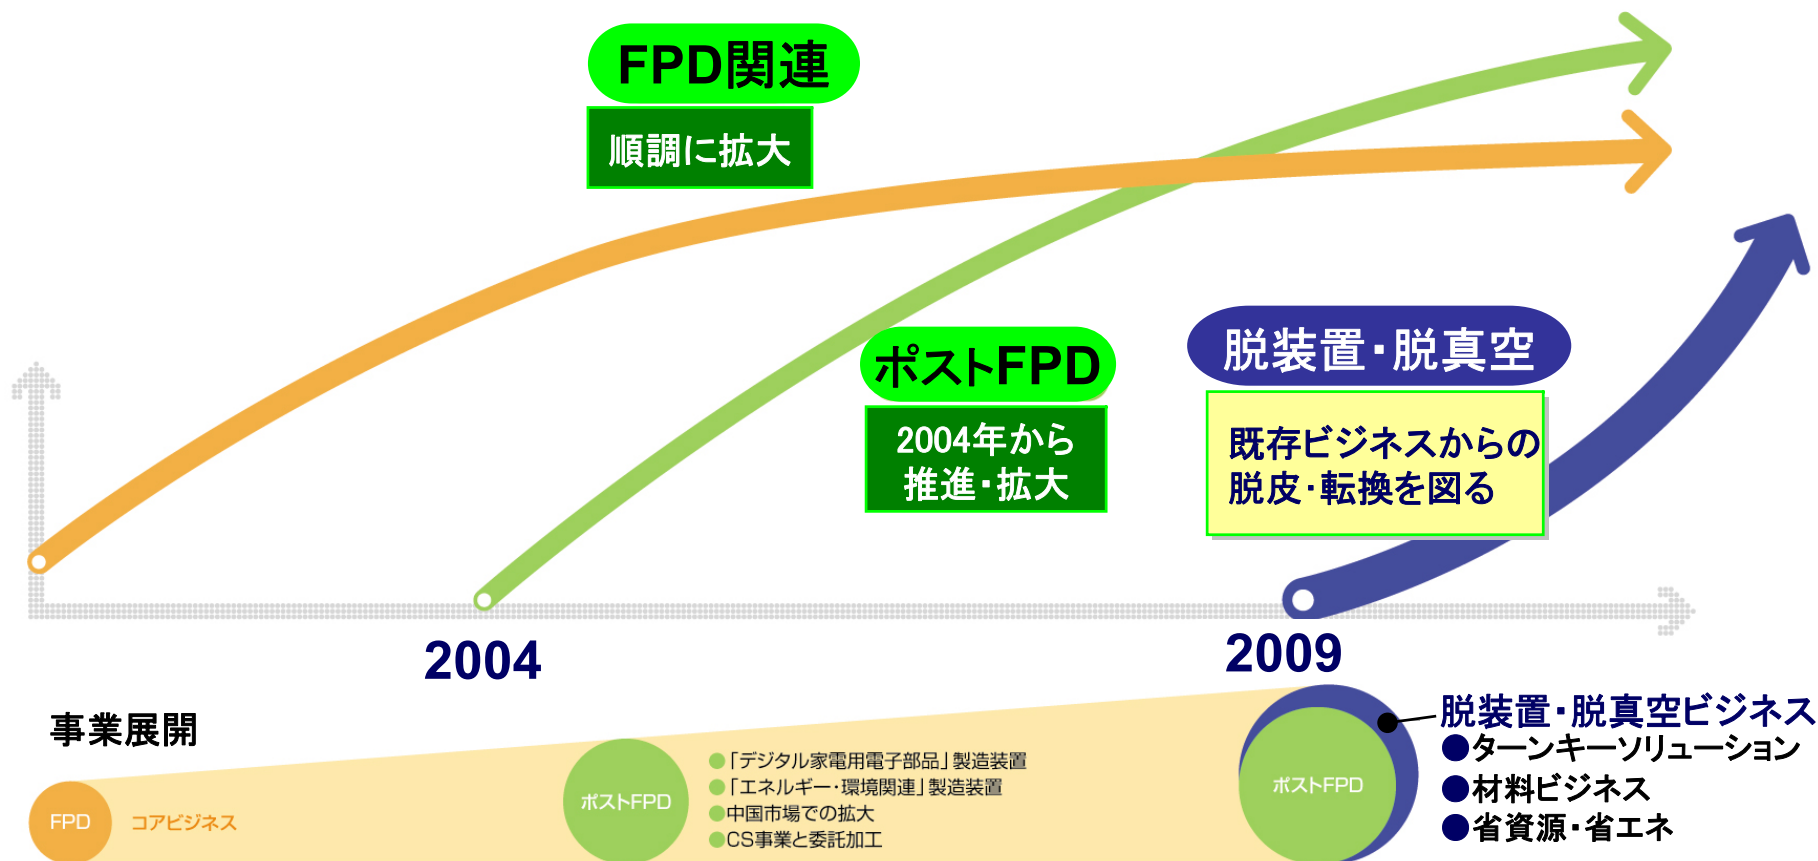 FPD関連
順調に拡大
ポストFPD
2004年から
推進・拡大
脱装置・脱真空
既存ビジネスからの
脱皮・転換を図る
2004
2009
事業展開
FPD
コアビジネス
ポストFPD
●「デジタル家電用電子部品」製造装置
●「エネルギー・環境関連」製造装置
●中国市場での拡大
●CS事業と委託加工
ポストFPD
脱装置・脱真空ビジネス
●ターンキーソリューション
●材料ビジネス
●省資源・省エネ